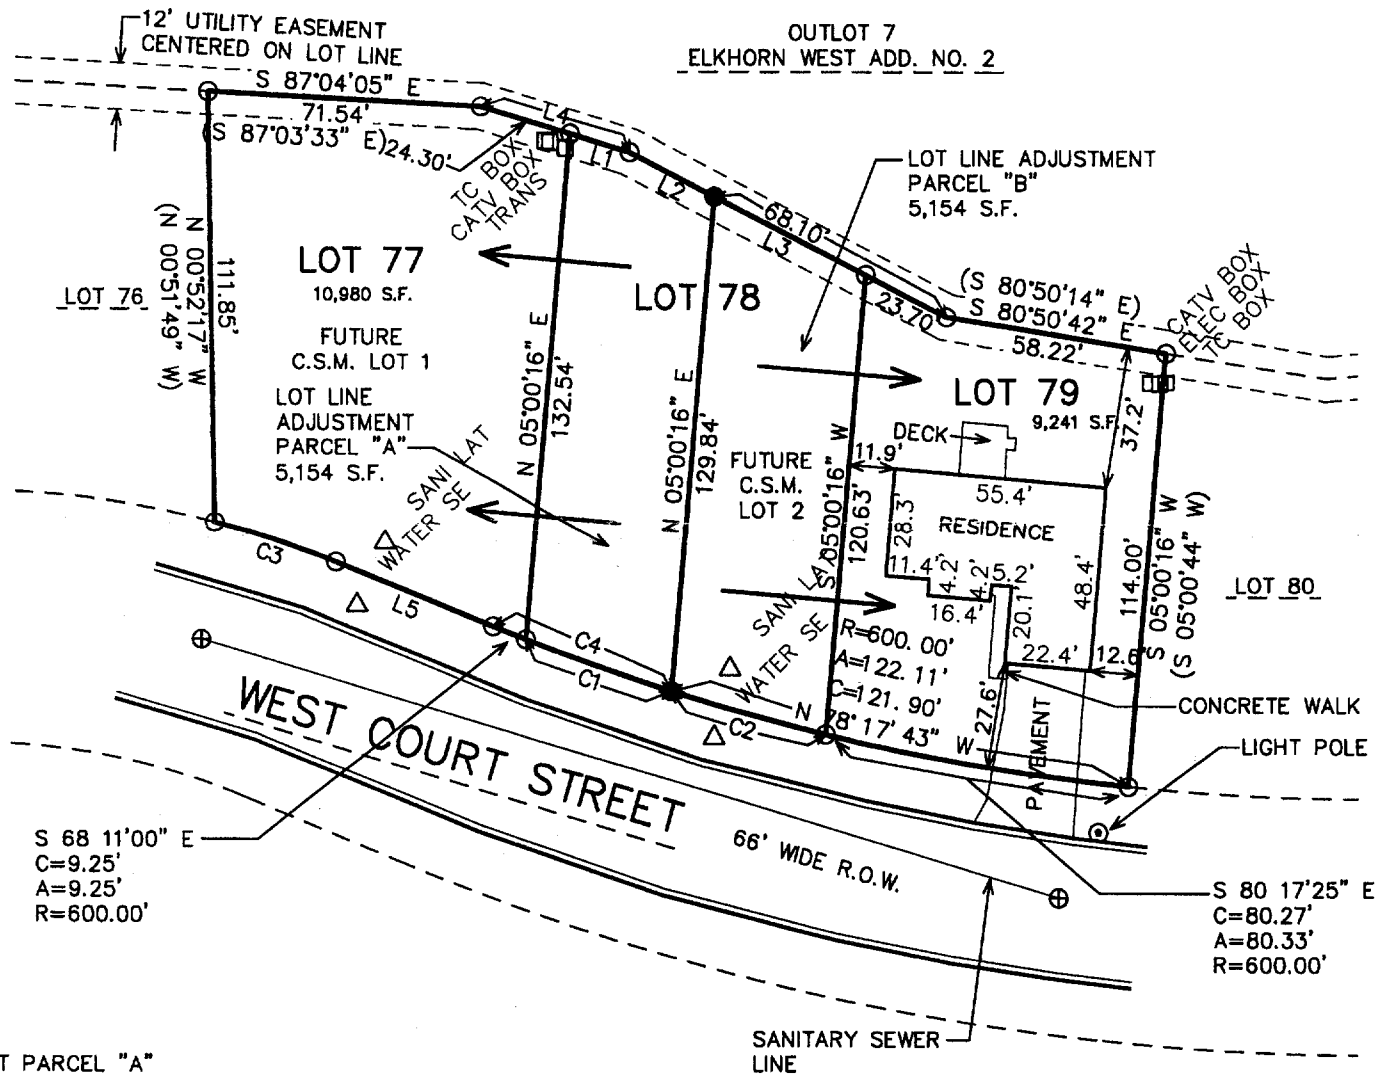 12' UTILITY EASEMENT
CENTERED ON LOT LINE
OUTLOT 7
ELKHORN WEST ADD. NO. 2
S 87°04'05" E
71.54'
(S 87°03'33" E)
24.30'
L4
L1
L2
TC BOX
CATV BOX
TRANS
68.10'
L3
LOT LINE ADJUSTMENT
PARCEL "B"
5,154 S.F.
(S 80°50'14" E)
S 80°50'42" E
23.70'
58.22'
CATV BOX
ELEC BOX
TC BOX
LOT 76
N 00°52'17" W
(N 00°51'49" W)
111.85'
LOT 77
10,980 S.F.
FUTURE
C.S.M. LOT 1
LOT LINE
ADJUSTMENT
PARCEL "A"
5,154 S.F.
N 05°00'16" E
132.54'
LOT 78
N 05°00'16" E
129.84'
FUTURE
C.S.M.
LOT 2
S 05°00'16" W
120.63'
LOT 79
9,241 S.F.
37.2'
DECK
11.9'
55.4'
RESIDENCE
28.3'
11.4'
4.2'
16.4'
4.2'
5.2'
20.1'
48.4'
22.4'
12.6'
27.6'
114.00'
S 05°00'16" W
(S 05°00'44" W)
LOT 80
SANI LAT
WATER SE
SANI LAT
WATER SE
C3
L5
C4
C1
C2
R=600.00'
A=122.11'
C=121.90'
N 78°17'43" W
PAVEMENT
CONCRETE WALK
LIGHT POLE
WEST COURT STREET
66' WIDE R.O.W.
S 68 11'00" E
C=9.25'
A=9.25'
R=600.00'
S 80 17'25" E
C=80.27'
A=80.33'
R=600.00'
SANITARY SEWER
LINE
T PARCEL "A"